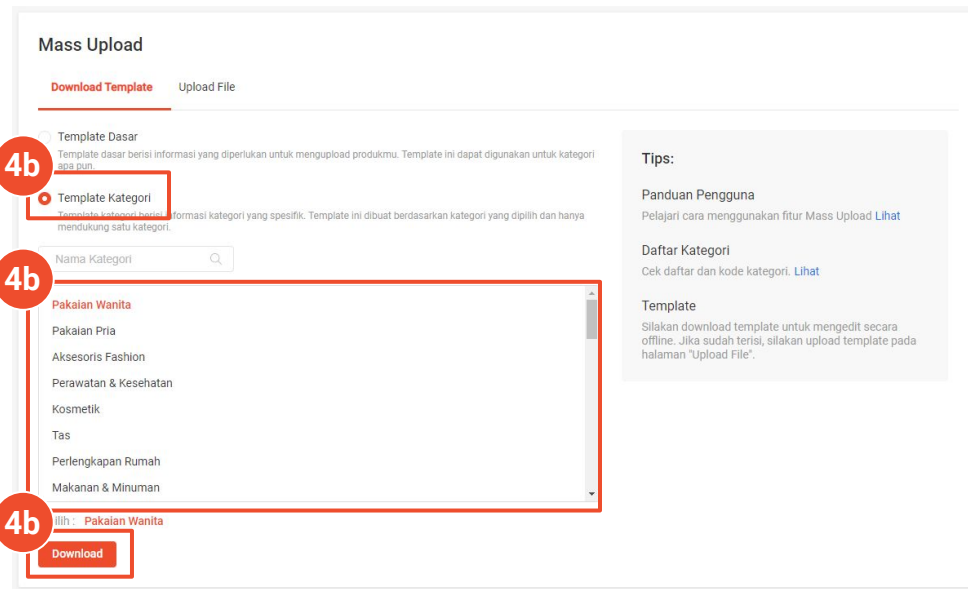 Mass Upload
Download Template Upload File
Template Dasar
Template dasar berisi informasi yang diperlukan untuk mengupload produkmu. Template ini dapat digunakan untuk kategori
apa pun.
4b
Template Kategori
Template kategori berisi informasi kategori yang spesifik. Template ini dibuat berdasarkan kategori yang dipilih dan hanya
mendukung satu kategori.
Nama Kategori
4b
Pakaian Wanita
Pakaian Pria
Aksesoris Fashion
Perawatan & Kesehatan
Kosmetik
Tas
Perlengkapan Rumah
Makanan & Minuman
4b
ilih : Pakaian Wanita
Download
Tips:
Panduan Pengguna
Pelajari cara menggunakan fitur Mass Upload Lihat
Daftar Kategori
Cek daftar dan kode kategori. Lihat
Template
Silakan download template untuk mengedit secara
offline. Jika sudah terisi, silakan upload template pada
halaman "Upload File".